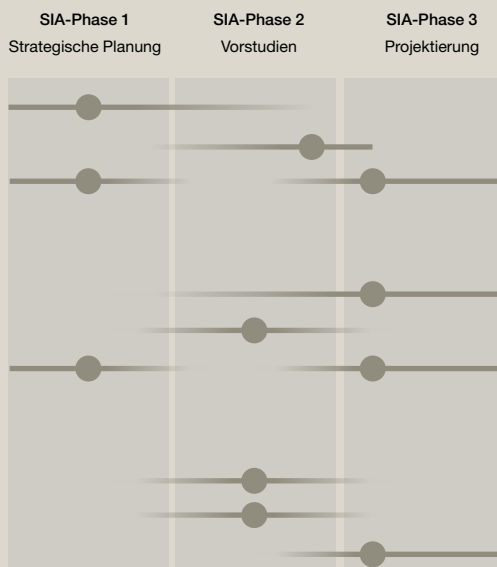 SIA-Phase 1 SIA-Phase 2 SIA-Phase 3
Strategische Planung Vorstudien Projektierung